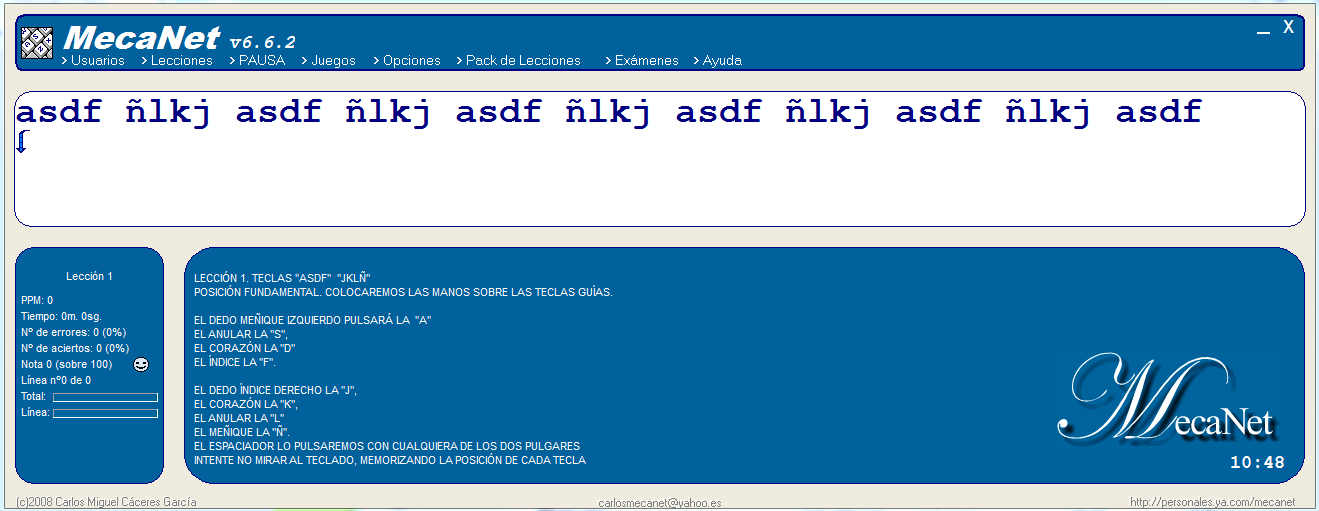 MecaNet v6.6.2
_ X
> Usuarios > Lecciones > PAUSA > Juegos > Opciones > Pack de Lecciones > Exámenes > Ayuda
asdf ñlkj asdf ñlkj asdf ñlkj asdf ñlkj asdf ñlkj asdf
Lección 1
PPM: 0
Tiempo: 0m. 0sg.
Nº de errores: 0 (0%)
Nº de aciertos: 0 (0%)
Nota 0 (sobre 100)
Línea nº0 de 0
Total:
Línea:
LECCIÓN 1. TECLAS "ASDF" "JKLÑ"
POSICIÓN FUNDAMENTAL. COLOCAREMOS LAS MANOS SOBRE LAS TECLAS GUÍAS.
EL DEDO MEÑIQUE IZQUIERDO PULSARÁ LA "A"
EL ANULAR LA "S",
EL CORAZÓN LA "D"
EL ÍNDICE LA "F".
EL DEDO ÍNDICE DERECHO LA "J",
EL CORAZÓN LA "K",
EL ANULAR LA "L"
EL MEÑIQUE LA "Ñ".
EL ESPACIADOR LO PULSAREMOS CON CUALQUIERA DE LOS DOS PULGARES
INTENTE NO MIRAR AL TECLADO, MEMORIZANDO LA POSICIÓN DE CADA TECLA
MecaNet
10:48
(c)2008 Carlos Miguel Cáceres García
carlosmecanet@yahoo.es
http://personales.ya.com/mecanet